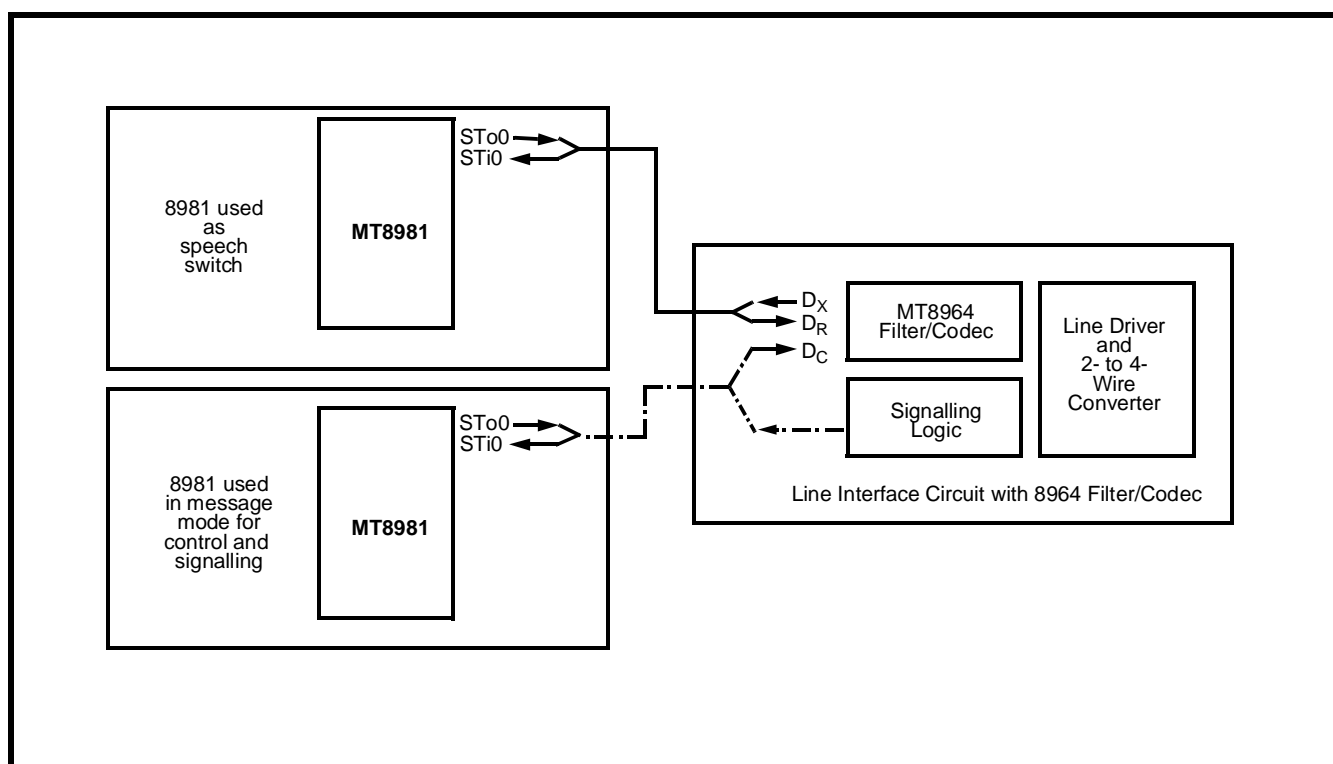 8981 used
as
speech
switch
MT8981
STo0
STi0
8981 used
in message
mode for
control and
signalling
MT8981
STo0
STi0
DX
DR
DC
MT8964
Filter/Codec
Signalling
Logic
Line Driver
and
2- to 4-
Wire
Converter
Line Interface Circuit with 8964 Filter/Codec